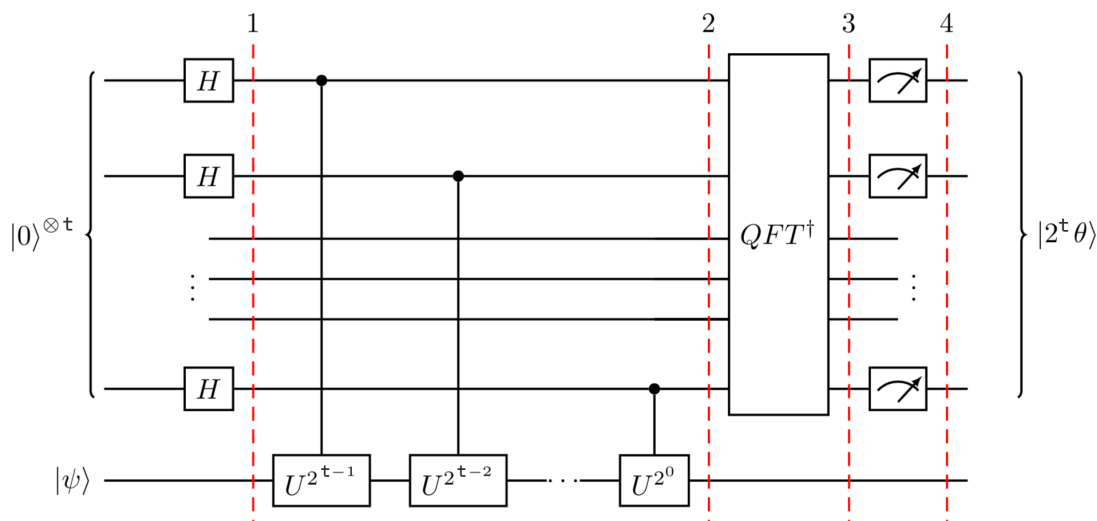 1 2 3 4
H
H
|0⟩^{⊗ t} QFT^† |2^t θ⟩
⋮ ⋮
H
|ψ⟩ U^{2^{t−1}} U^{2^{t−2}} ··· U^{2^0}